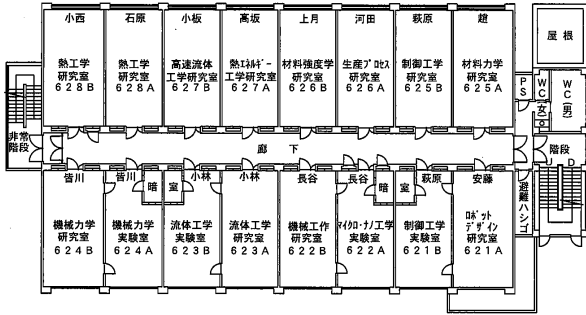 小西
熱工学
研究室
628B
石原
熱工学
研究室
628A
小板
高速流体
工学研究室
627B
高坂
熱エネルギー
工学研究室
627A
上月
材料強度学
研究室
626B
河田
生産プロセス
研究室
626A
萩原
制御工学
研究室
625B
趙
材料力学
研究室
625A
屋根
PS
WC(女)
WC(男)
非常
階段
廊下
階段
U D
皆川
機械力学
研究室
624B
皆川
機械力学
実験室
624A
暗室
小林
流体工学
実験室
623B
小林
流体工学
研究室
623A
長谷
機械工作
研究室
622B
長谷
マイクロ・ナノ工学
実験室
622A
暗室
萩原
制御工学
実験室
621B
安藤
ロボット
デザイン
研究室
621A
避難ハシゴ